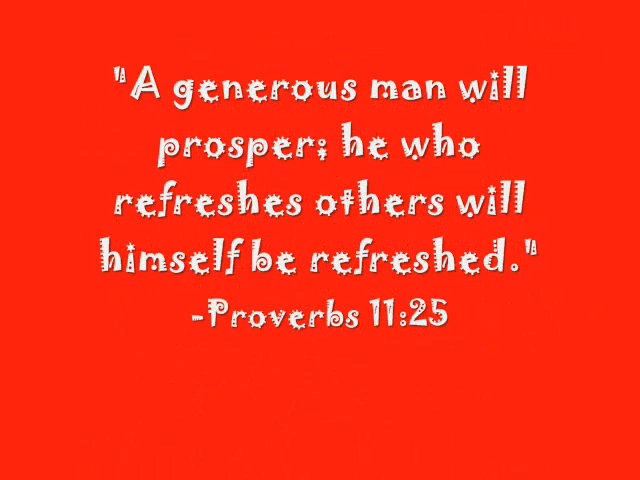 "A generous man will
prosper; he who
refreshes others will
himself be refreshed."
-Proverbs 11:25